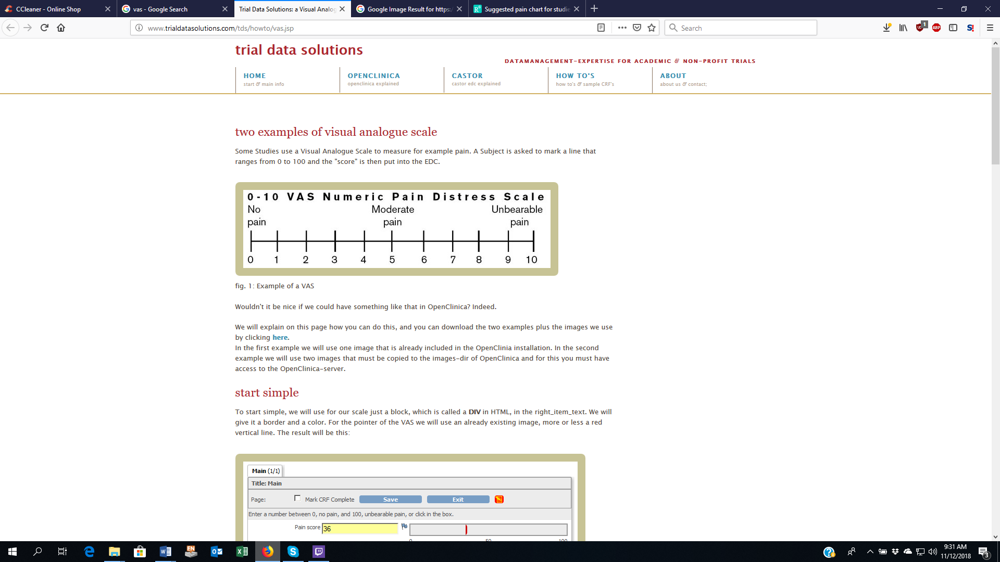 CCleaner - Online Shop
vas - Google Search
Trial Data Solutions: a Visual Analog
Google Image Result for https:/
Suggested pain chart for studie
www.trialdatasolutions.com/tds/howto/vas.jsp
Search
1
ABP
S!
trial data solutions
DATAMANAGEMENT-EXPERTISE FOR ACADEMIC & NON-PROFIT TRIALS
HOME
start & main info
OPENCLINICA
openclinica explained
CASTOR
castor edc explained
HOW TO'S
how to's & sample CRF's
ABOUT
about us & contact;
two examples of visual analogue scale
Some Studies use a Visual Analogue Scale to measure for example pain. A Subject is asked to mark a line that
ranges from 0 to 100 and the "score" is then put into the EDC.
0-10 VAS Numeric Pain Distress Scale
No Moderate Unbearable
pain pain pain
0 1 2 3 4 5 6 7 8 9 10
fig. 1: Example of a VAS
Wouldn't it be nice if we could have something like that in OpenClinica? Indeed.
We will explain on this page how you can do this, and you can download the two examples plus the images we use
by clicking here.
In the first example we will use one image that is already included in the OpenClinia installation. In the second
example we will use two images that must be copied to the images-dir of OpenClinica and for this you must have
access to the OpenClinica-server.
start simple
To start simple, we will use for our scale just a block, which is called a DIV in HTML, in the right_item_text. We will
give it a border and a color. For the pointer of the VAS we will use an already existing image, more or less a red
vertical line. The result will be this:
Main (1/1)
Title: Main
Page: Mark CRF Complete Save Exit
Enter a number between 0, no pain, and 100, unbearable pain, or click in the box.
Pain score 36
0 50 100
EN
9:31 AM
11/12/2018
3